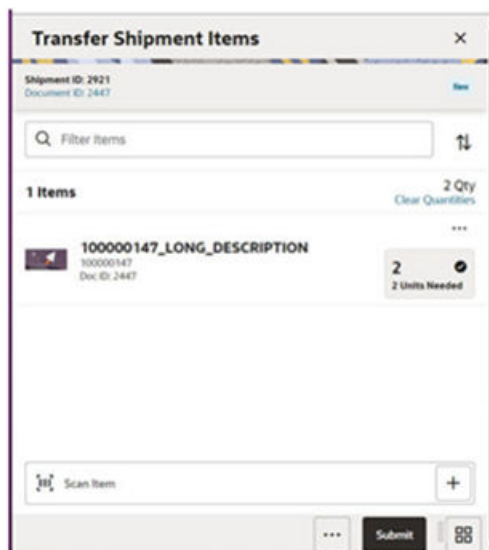 Transfer Shipment Items
Shipment ID: 2921
Document ID: 2447
New
Filter Items
1 Items
2 Qty
Clear Quantities
100000147_LONG_DESCRIPTION
100000147
Doc ID: 2447
2
2 Units Needed
Scan Item
Submit